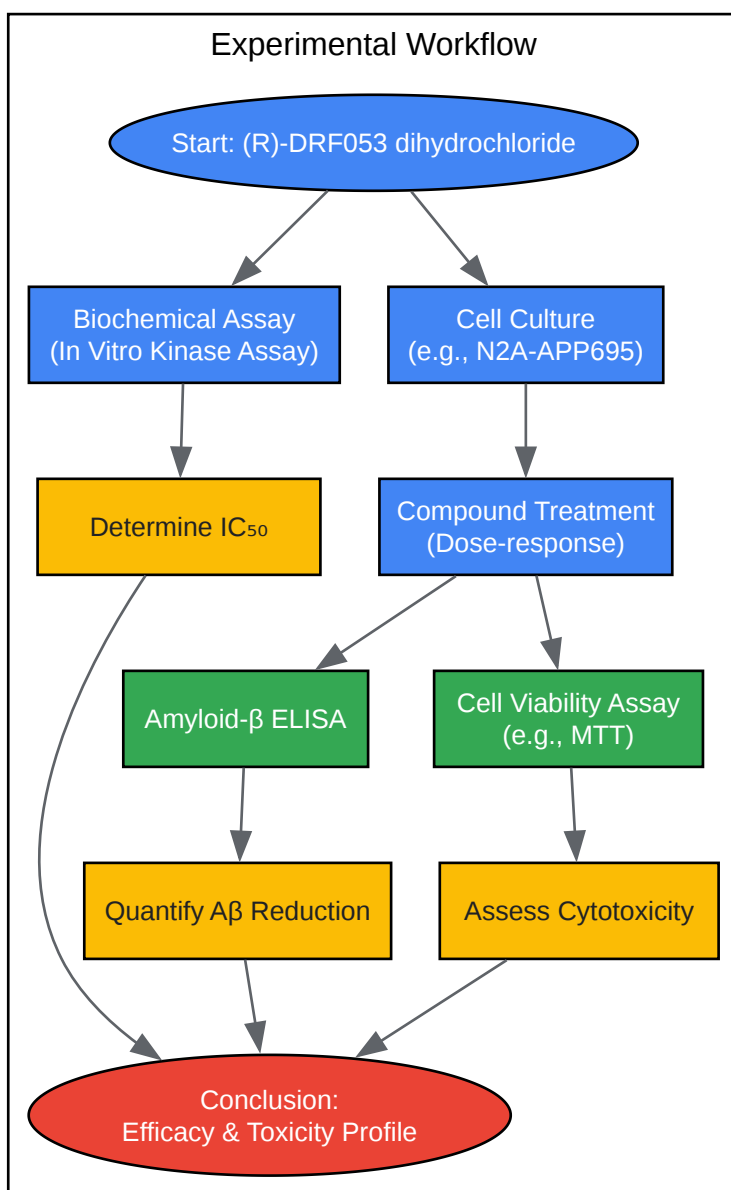 Experimental Workflow
Start: (R)-DRF053 dihydrochloride
Biochemical Assay
(In Vitro Kinase Assay)
Cell Culture
(e.g., N2A-APP695)
Determine IC₅₀
Compound Treatment
(Dose-response)
Amyloid-β ELISA
Cell Viability Assay
(e.g., MTT)
Quantify Aβ Reduction
Assess Cytotoxicity
Conclusion:
Efficacy & Toxicity Profile